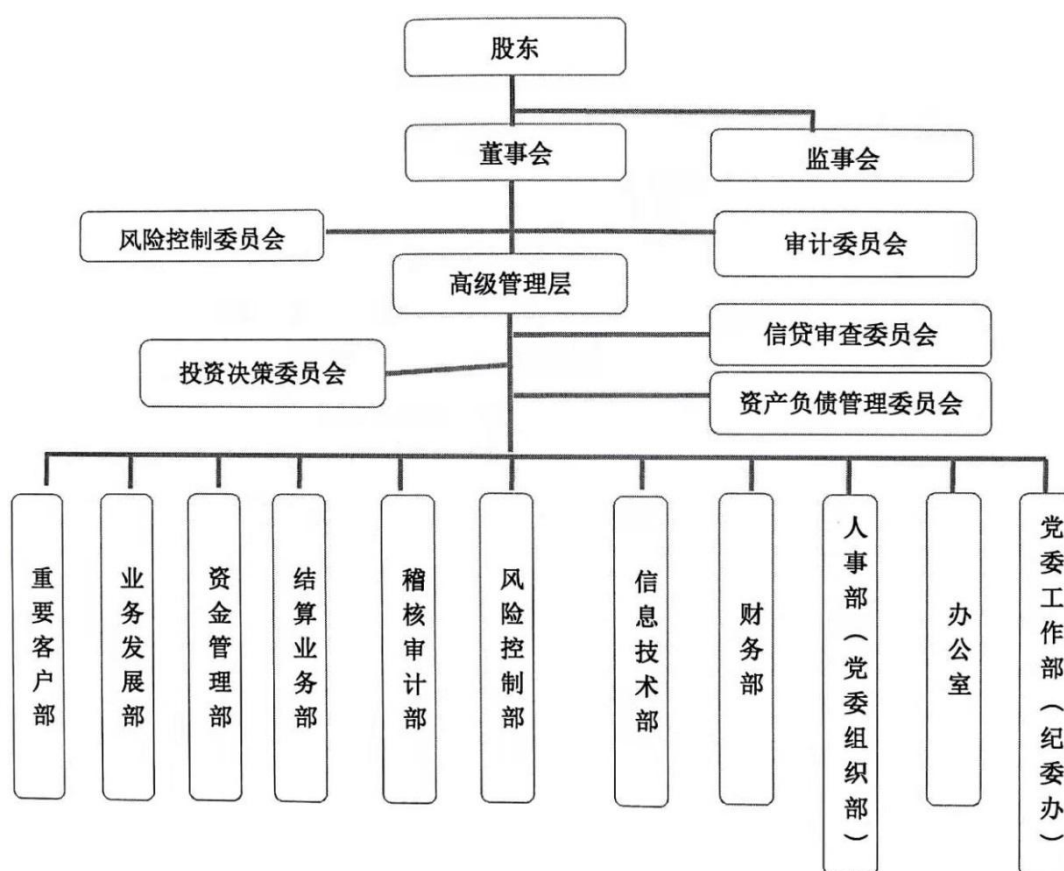 股东
董事会
监事会
风险控制委员会
审计委员会
高级管理层
信贷审查委员会
投资决策委员会
资产负债管理委员会
重要客户部
业务发展部
资金管理部
结算业务部
稽核审计部
风险控制部
信息技术部
财务部
人事部（党委组织部）
办公室
党委工作部（纪委办）